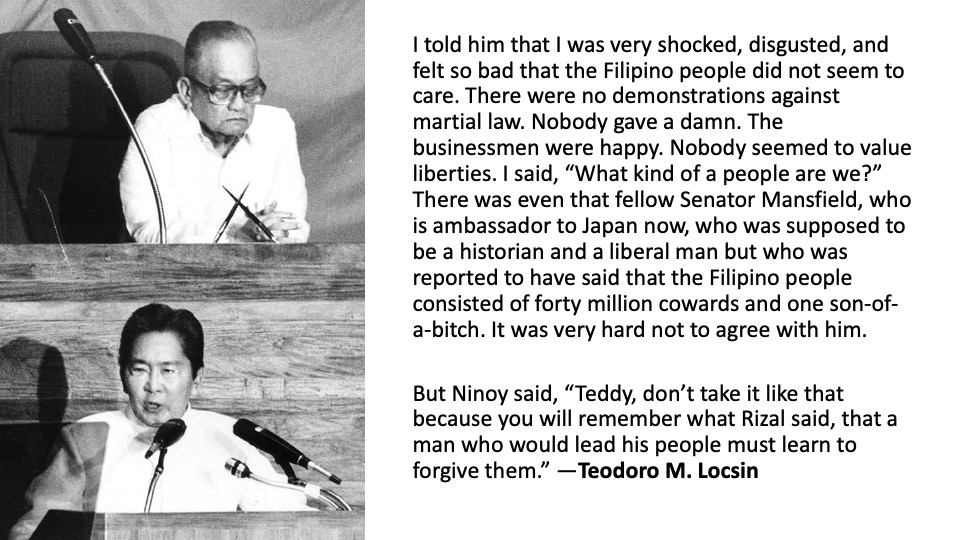 I told him that I was very shocked, disgusted, and
felt so bad that the Filipino people did not seem to
care. There were no demonstrations against
martial law. Nobody gave a damn. The
businessmen were happy. Nobody seemed to value
liberties. I said, “What kind of a people are we?”
There was even that fellow Senator Mansfield, who
is ambassador to Japan now, who was supposed to
be a historian and a liberal man but who was
reported to have said that the Filipino people
consisted of forty million cowards and one son-of-
a-bitch. It was very hard not to agree with him.
But Ninoy said, “Teddy, don’t take it like that
because you will remember what Rizal said, that a
man who would lead his people must learn to
forgive them.” —Teodoro M. Locsin